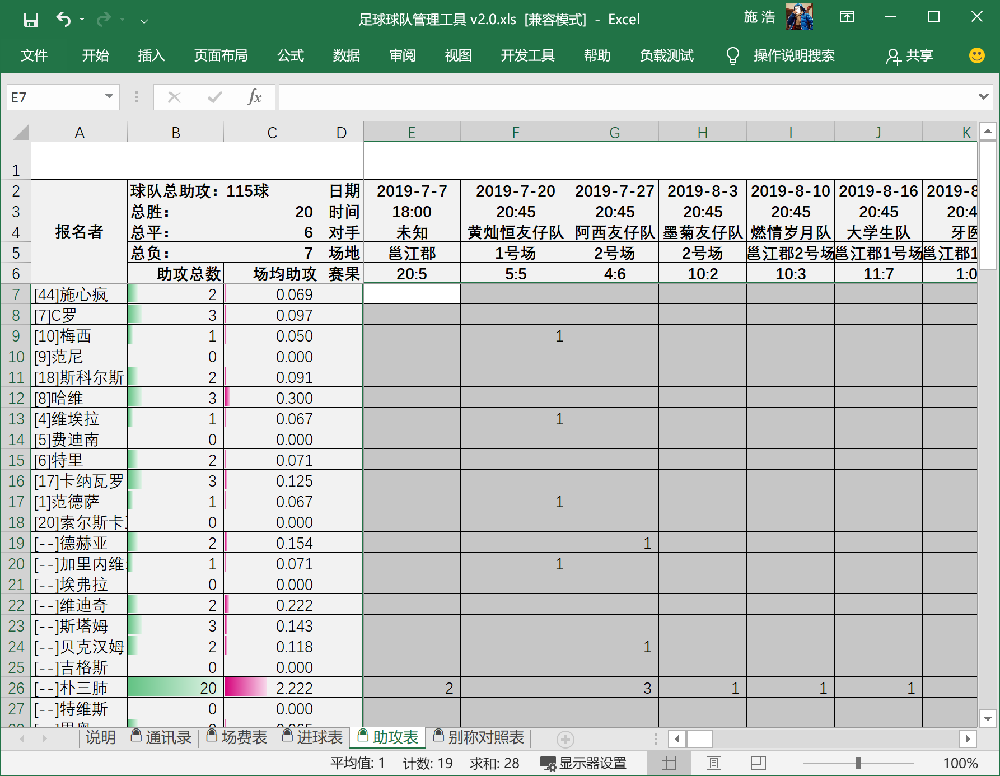 足球球队管理工具 v2.0.xls [兼容模式] - Excel
施 浩
文件 开始 插入 页面布局 公式 数据 审阅 视图 开发工具 帮助 负载测试 操作说明搜索 共享
E7 fx
A B C D E F G H I J K
1
2 球队总助攻：115球 日期 2019-7-7 2019-7-20 2019-7-27 2019-8-3 2019-8-10 2019-8-16 2019-8
3 总胜： 20 时间 18:00 20:45 20:45 20:45 20:45 20:45 20:4
4 报名者 总平： 6 对手 未知 黄灿恒友仔队 阿西友仔队 墨菊友仔队 燃情岁月队 大学生队 牙医
5 总负： 7 场地 邕江郡 1号场 2号场 2号场 邕江郡2号场 邕江郡1号场 邕江郡1
6 助攻总数 场均助攻 赛果 20:5 5:5 4:6 10:2 10:3 11:7 1:0
7 [44]施心疯 2 0.069
8 [7]C罗 3 0.097
9 [10]梅西 1 0.050 1
10 [9]范尼 0 0.000
11 [18]斯科尔斯 2 0.091
12 [8]哈维 3 0.300
13 [4]维埃拉 1 0.067 1
14 [5]费迪南 0 0.000
15 [6]特里 2 0.071
16 [17]卡纳瓦罗 3 0.125
17 [1]范德萨 1 0.067 1
18 [20]索尔斯卡 0 0.000
19 [--]德赫亚 2 0.154 1
20 [--]加里内维 1 0.071 1
21 [--]埃弗拉 0 0.000
22 [--]维迪奇 2 0.222
23 [--]斯塔姆 3 0.143
24 [--]贝克汉姆 2 0.118 1
25 [--]吉格斯 0 0.000
26 [--]朴三肺 20 2.222 2 3 1 1 1
27 [--]特维斯 0 0.000
说明 通讯录 场费表 进球表 助攻表 别称对照表
平均值: 1 计数: 19 求和: 28 显示器设置 100%